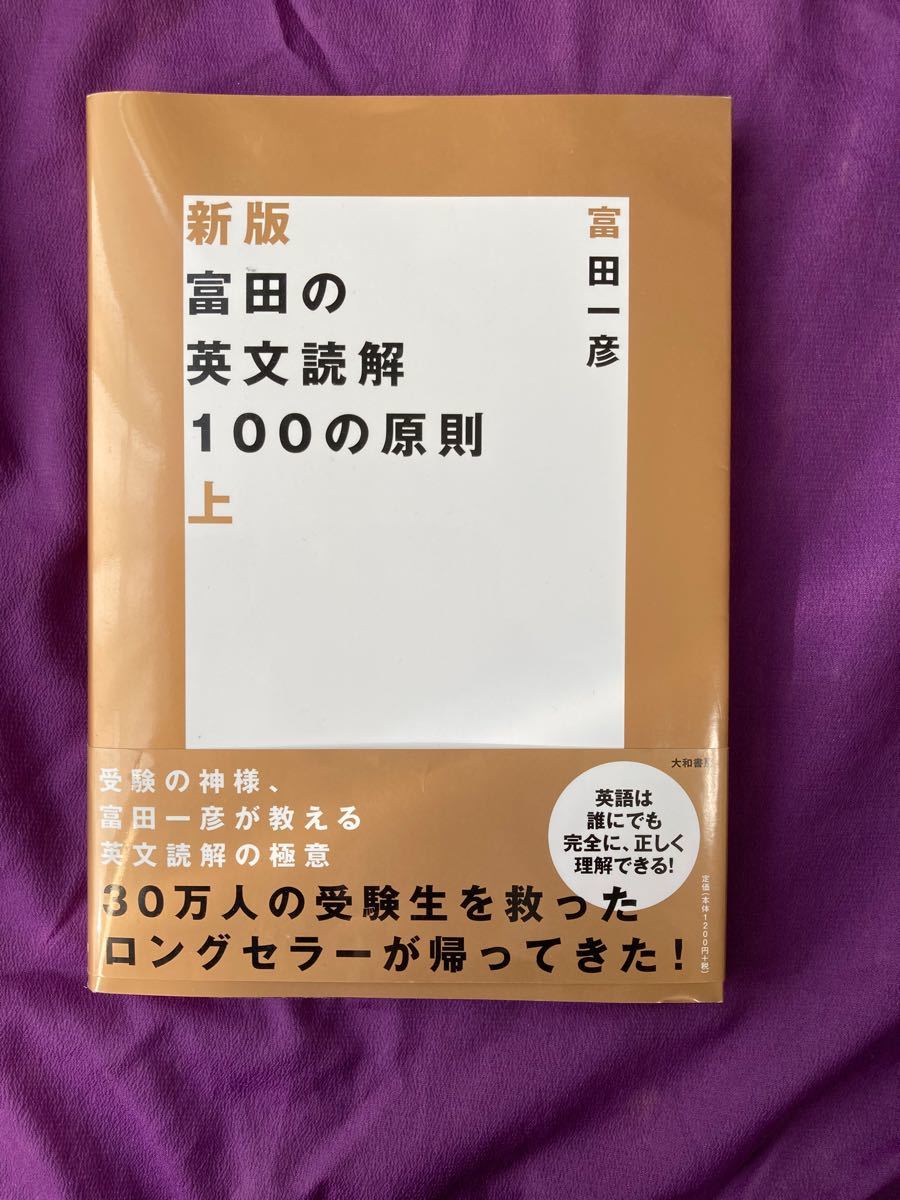 新版
富田の
英文読解
100の原則
上
富田一彦
受験の神様、
富田一彦が教える
英文読解の極意
30万人の受験生を救った
ロングセラーが帰ってきた!
大和書房
英語は
誰にでも
完全に、正しく
理解できる!
定価(本体1200円+税)